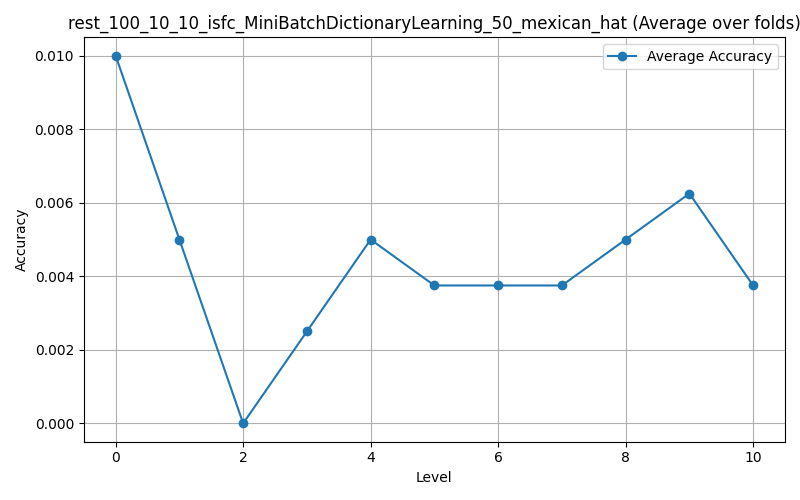 rest_100_10_10_isfc_MiniBatchDictionaryLearning_50_mexican_hat (Average over folds)
Average Accuracy
0.010
0.008
0.006
0.004
0.002
0.000
Accuracy
0 2 4 6 8 10
Level